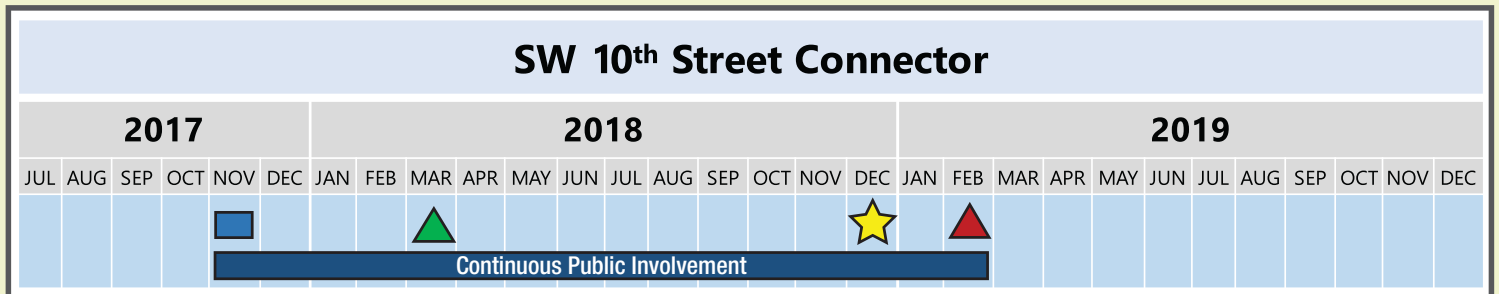 SW 10th Street Connector
2017 2018 2019
JUL AUG SEP OCT NOV DEC JAN FEB MAR APR MAY JUN JUL AUG SEP OCT NOV DEC JAN FEB MAR APR MAY JUN JUL AUG SEP OCT NOV DEC
Continuous Public Involvement